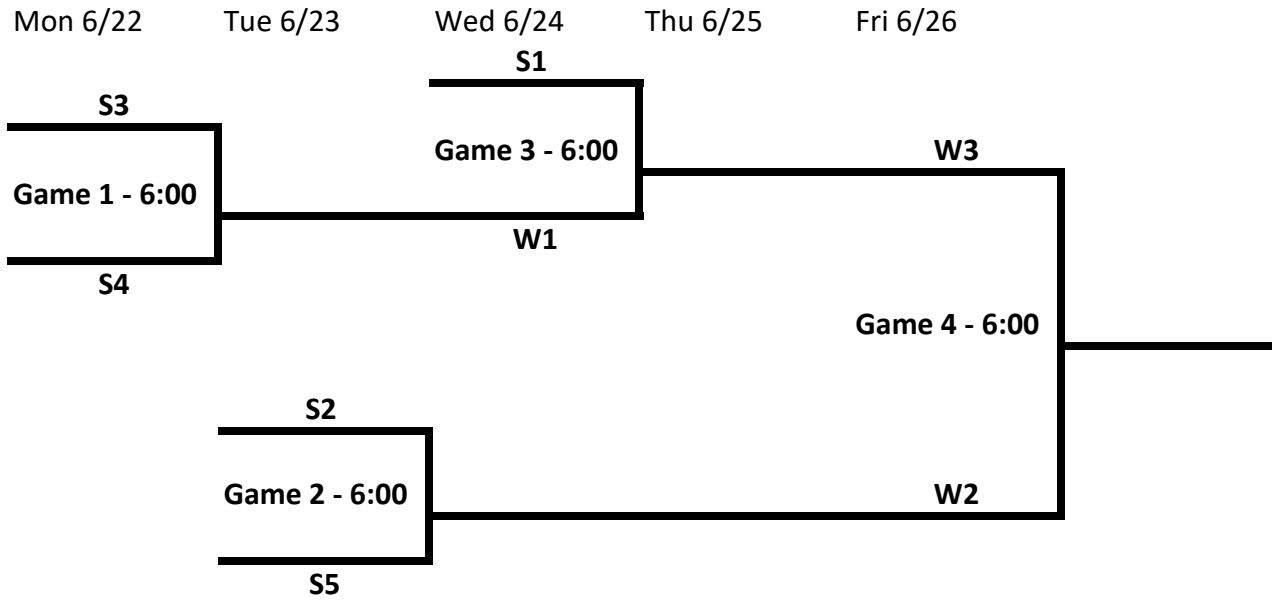 Mon 6/22 Tue 6/23 Wed 6/24 Thu 6/25 Fri 6/26
S1
S3
Game 3 - 6:00 W3
Game 1 - 6:00
W1
S4
Game 4 - 6:00
S2
Game 2 - 6:00 W2
S5